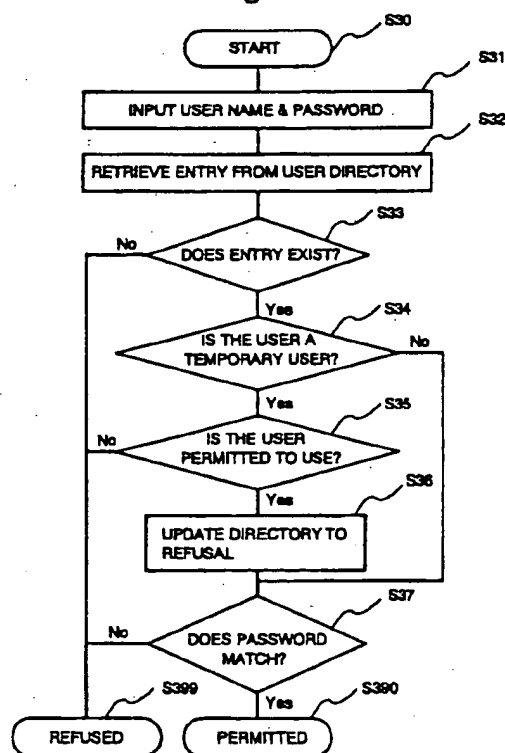 S30
START
S31
INPUT USER NAME & PASSWORD
S32
RETRIEVE ENTRY FROM USER DIRECTORY
S33
No
DOES ENTRY EXIST?
Yes
S34
IS THE USER A
TEMPORARY USER?
No
Yes
S35
No
IS THE USER
PERMITTED TO USE?
Yes
S36
UPDATE DIRECTORY TO
REFUSAL
S37
No
DOES PASSWORD
MATCH?
Yes
S399
S390
REFUSED
PERMITTED